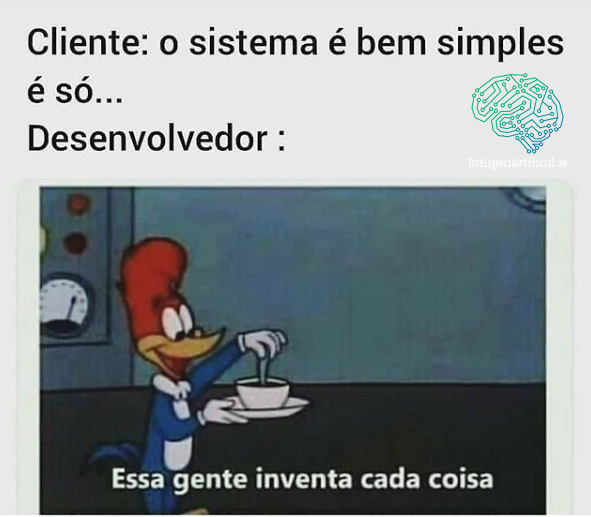 Cliente: o sistema é bem simples
é só...
Desenvolvedor :
InteligenciaArtificial.me
Essa gente inventa cada coisa